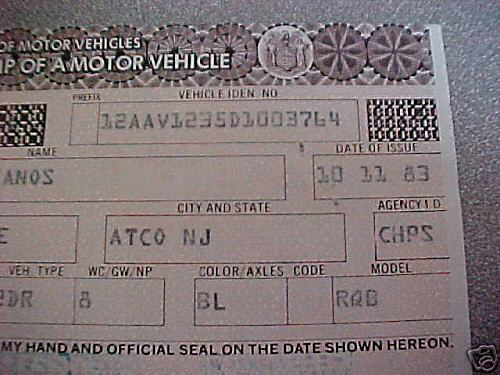 OF MOTOR VEHICLES
IP OF A MOTOR VEHICLE
PREFIX VEHICLE IDEN NO
12AAV1235D1003764
NAME DATE OF ISSUE
ANOS 10 11 83
CITY AND STATE AGENCY I.D
E ATCO NJ CHPS
VEH. TYPE WC/GW/NP COLOR/AXLES CODE MODEL
2DR 8 BL RAB
MY HAND AND OFFICIAL SEAL ON THE DATE SHOWN HEREON.